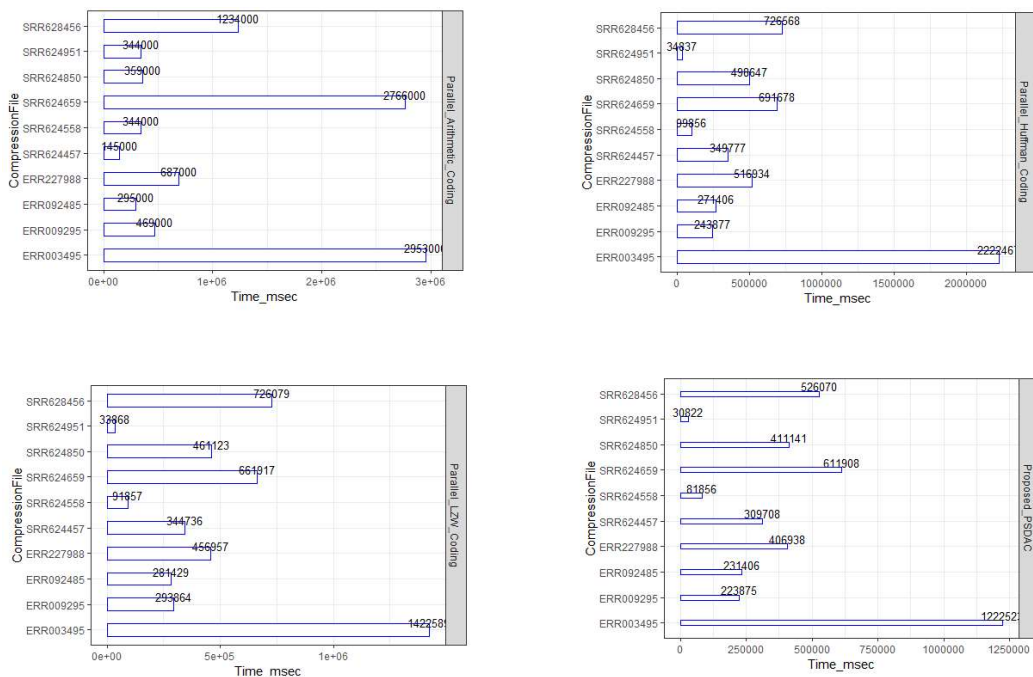 SRR628456
1234000
SRR624951
344000
SRR624850
359000
SRR624659
2766000
SRR624558
344000
SRR624457
145000
ERR227988
687000
ERR092485
295000
ERR009295
469000
ERR003495
295300
CompressionFile
Parallel_Arithmetic_Coding
0e+00
1e+06
2e+06
3e+06
Time_msec
SRR628456
726568
SRR624951
34837
SRR624850
498647
SRR624659
691678
SRR624558
99856
SRR624457
349777
ERR227988
516934
ERR092485
271406
ERR009295
243877
ERR003495
222246
CompressionFile
Parallel_Huffman_Coding
0
500000
1000000
1500000
2000000
Time_msec
SRR628456
726079
SRR624951
33868
SRR624850
461123
SRR624659
661917
SRR624558
91857
SRR624457
344736
ERR227988
456957
ERR092485
281429
ERR009295
293864
ERR003495
142258
CompressionFile
Parallel_LZW_Coding
0e+00
5e+05
1e+06
Time_msec
SRR628456
526070
SRR624951
30822
SRR624850
411141
SRR624659
611908
SRR624558
81856
SRR624457
309708
ERR227988
406938
ERR092485
231406
ERR009295
223875
ERR003495
122252
CompressionFile
Proposed_PSDAC
0
250000
500000
750000
1000000
1250000
Time_msec